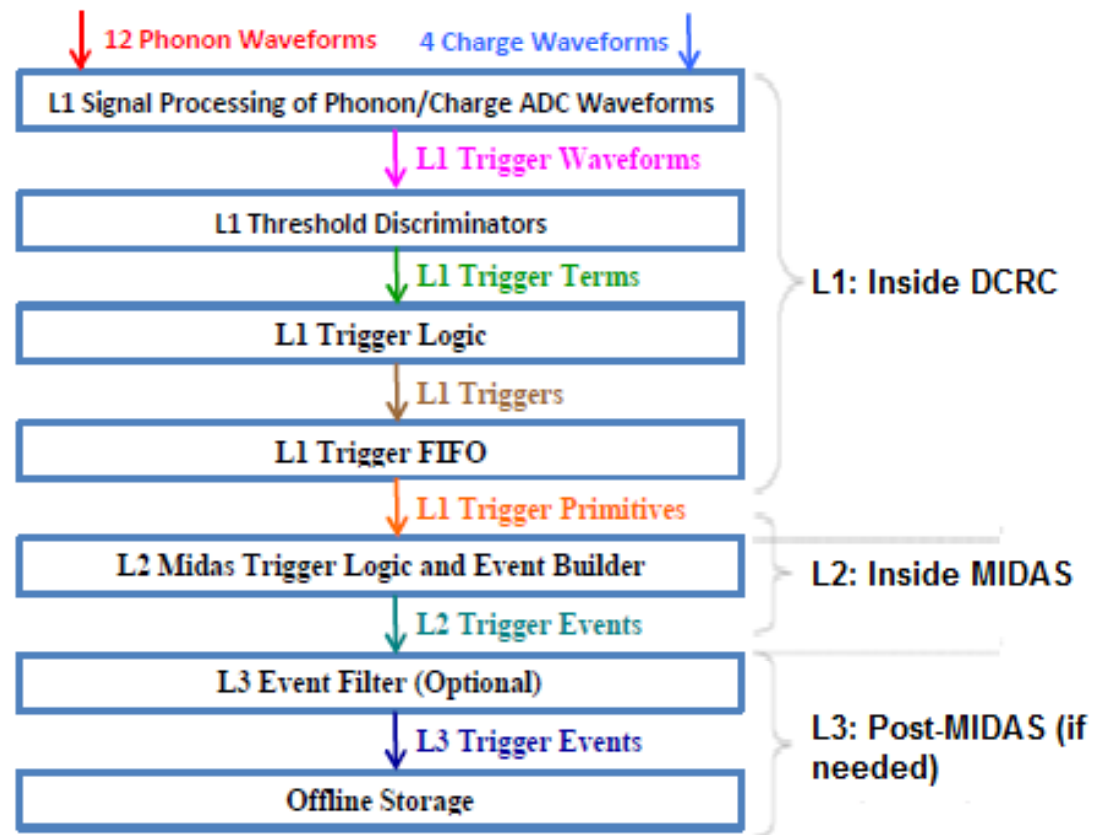 12 Phonon Waveforms
4 Charge Waveforms
L1 Signal Processing of Phonon/Charge ADC Waveforms
L1 Trigger Waveforms
L1 Threshold Discriminators
L1 Trigger Terms
L1 Trigger Logic
L1 Triggers
L1 Trigger FIFO
L1: Inside DCRC
L1 Trigger Primitives
L2 Midas Trigger Logic and Event Builder
L2: Inside MIDAS
L2 Trigger Events
L3 Event Filter (Optional)
L3 Trigger Events
Offline Storage
L3: Post-MIDAS (if
needed)